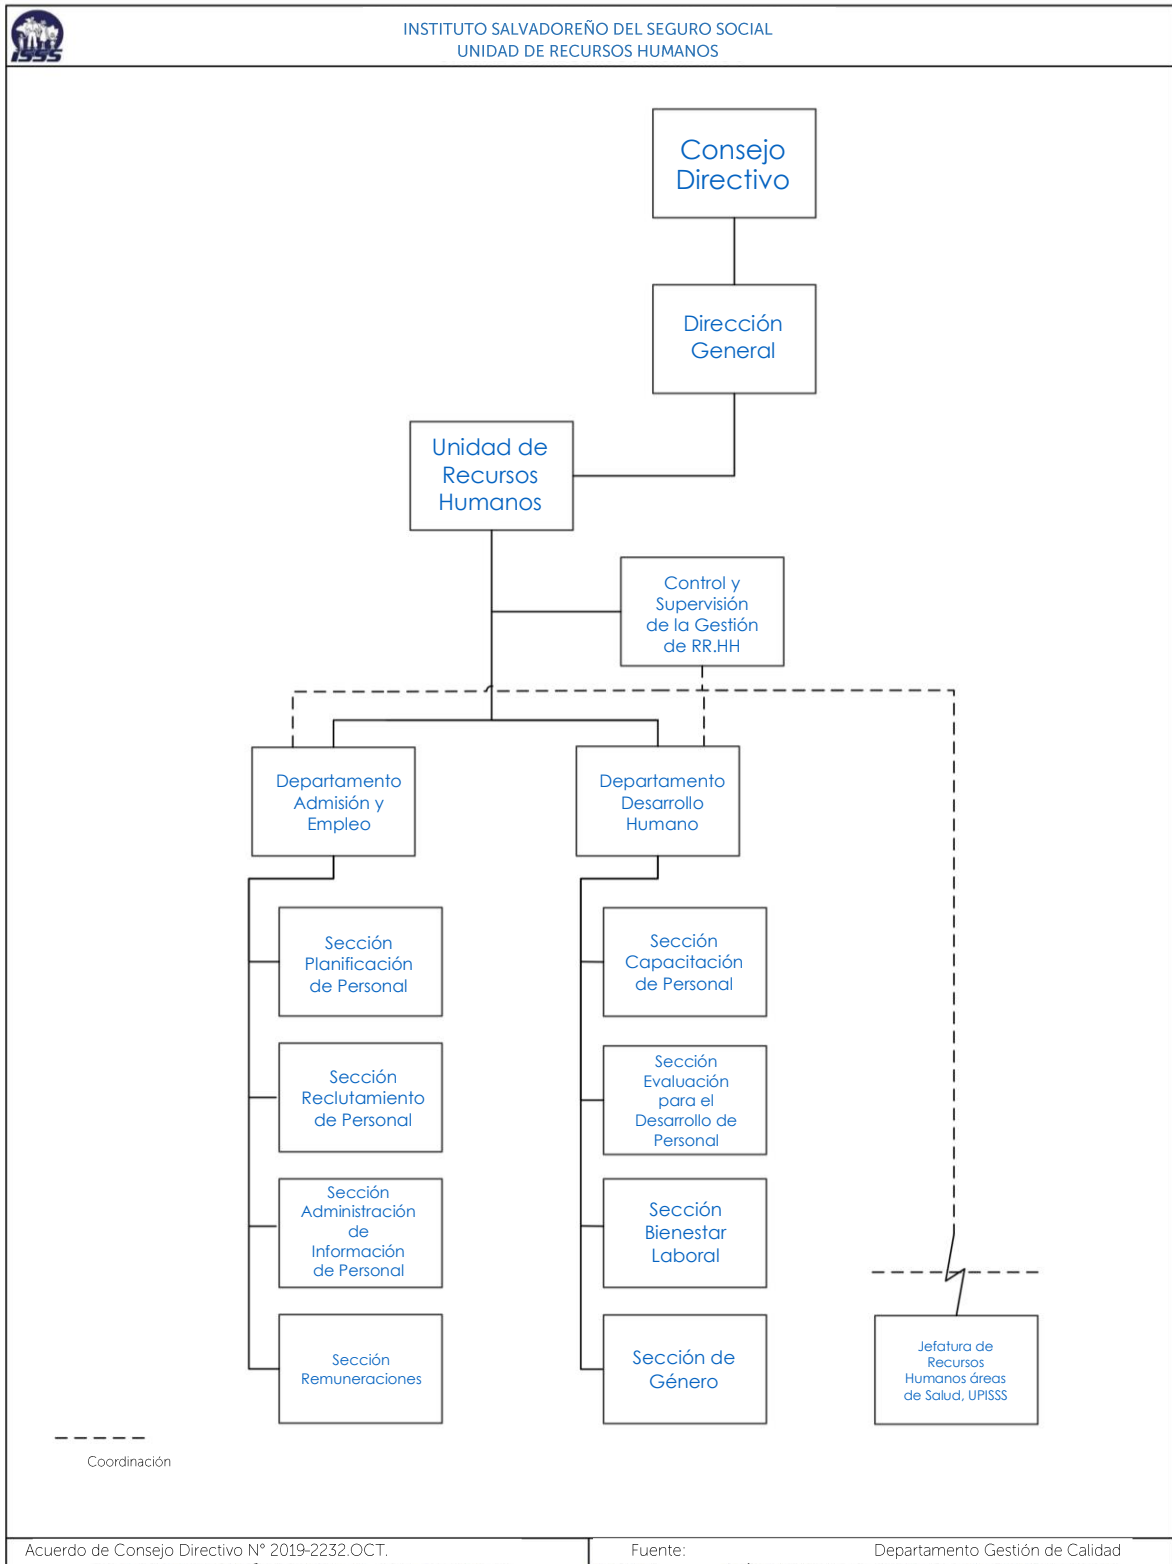 ISSS
INSTITUTO SALVADOREÑO DEL SEGURO SOCIAL
UNIDAD DE RECURSOS HUMANOS
Consejo
Directivo
Dirección
General
Unidad de
Recursos
Humanos
Control y
Supervisión
de la Gestión
de RR.HH
Departamento
Admisión y
Empleo
Departamento
Desarrollo
Humano
Sección
Planificación
de Personal
Sección
Reclutamiento
de Personal
Sección
Administración
de
Información
de Personal
Sección
Remuneraciones
Sección
Capacitación
de Personal
Sección
Evaluación
para el
Desarrollo de
Personal
Sección
Bienestar
Laboral
Sección de
Género
Jefatura de
Recursos
Humanos áreas
de Salud, UPISSS
Coordinación
Acuerdo de Consejo Directivo N° 2019-2232.OCT.
Fuente:
Departamento Gestión de Calidad